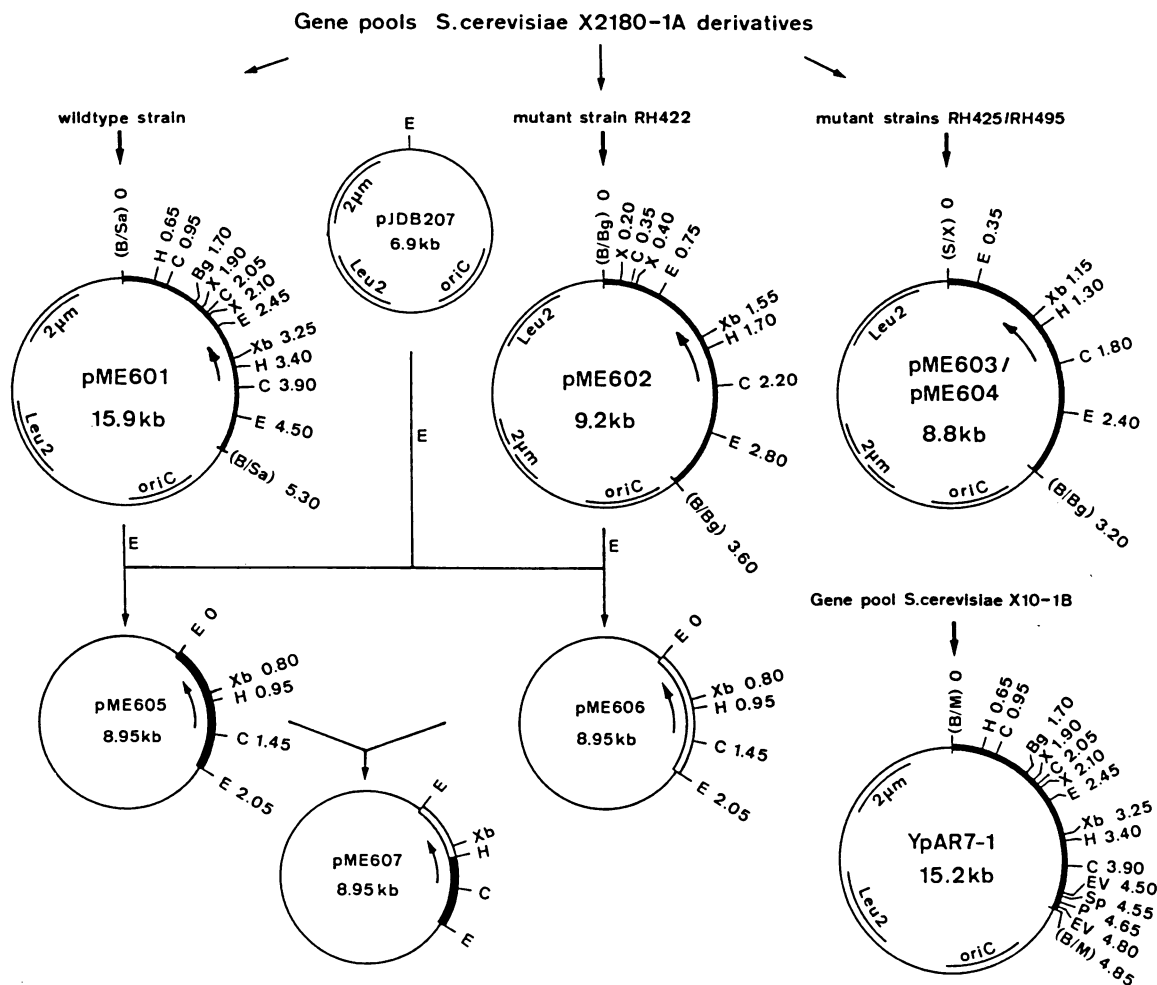 Gene pools S.cerevisiae X2180-1A derivatives
wildtype strain
mutant strain RH422
mutant strains RH425/RH495
(B/Sa) 0
H 0.65
C 0.95
Bg 1.70
X 1.90
C 2.05
X 2.10
E 2.45
Xb 3.25
H 3.40
C 3.90
E 4.50
(B/Sa) 5.30
2µm
Leu2
oriC
pME601
15.9kb
E
2µm
Leu2
oriC
pJDB207
6.9kb
(B/Bg) 0
X 0.20
C 0.35
X 0.40
E 0.75
Xb 1.55
H 1.70
C 2.20
E 2.80
(B/Bg) 3.60
Leu2
2µm
oriC
pME602
9.2kb
(S/X) 0
E 0.35
Xb 1.15
H 1.30
C 1.80
E 2.40
(B/Bg) 3.20
Leu2
2µm
oriC
pME603/
pME604
8.8kb
E
E
E
E 0
Xb 0.80
H 0.95
C 1.45
E 2.05
pME605
8.95kb
E 0
Xb 0.80
H 0.95
C 1.45
E 2.05
pME606
8.95kb
E
Xb
H
C
E
pME607
8.95kb
Gene pool S.cerevisiae X10-1B
(B/M) 0
H 0.65
C 0.95
Bg 1.70
X 1.90
C 2.05
X 2.10
E 2.45
Xb 3.25
H 3.40
C 3.90
EV 4.50
Sp 4.55
P 4.65
EV 4.80
(B/M) 4.85
2µm
Leu2
oriC
YpAR7-1
15.2kb